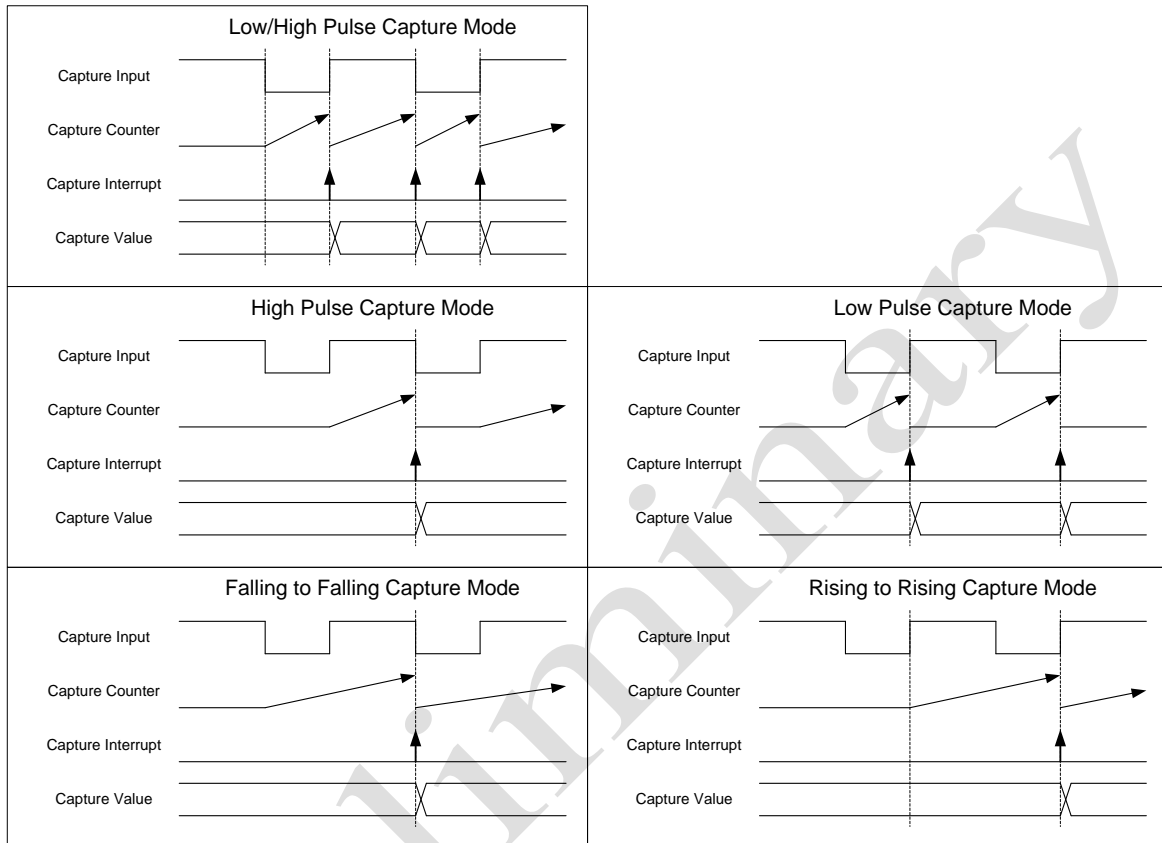 Low/High Pulse Capture Mode
Capture Input
Capture Counter
Capture Interrupt
Capture Value
High Pulse Capture Mode
Capture Input
Capture Counter
Capture Interrupt
Capture Value
Low Pulse Capture Mode
Capture Input
Capture Counter
Capture Interrupt
Capture Value
Falling to Falling Capture Mode
Capture Input
Capture Counter
Capture Interrupt
Capture Value
Rising to Rising Capture Mode
Capture Input
Capture Counter
Capture Interrupt
Capture Value
liminary